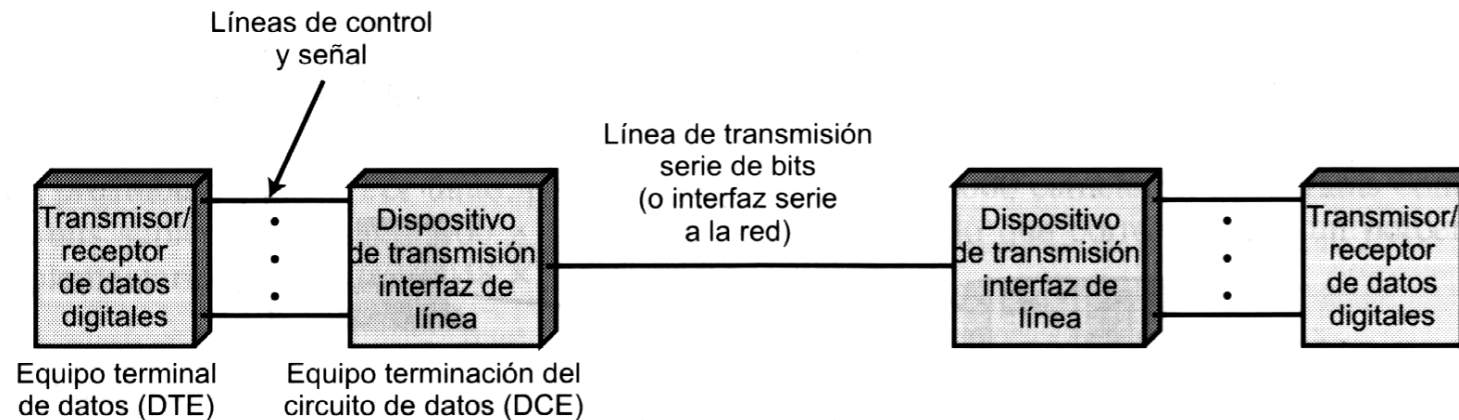 Líneas de control
y señal
Línea de transmisión
serie de bits
(o interfaz serie
a la red)
Transmisor/
receptor
de datos
digitales
Dispositivo
de transmisión
interfaz de
línea
Dispositivo
de transmisión
interfaz de
línea
Transmisor/
receptor
de datos
digitales
Equipo terminal
de datos (DTE)
Equipo terminación del
circuito de datos (DCE)